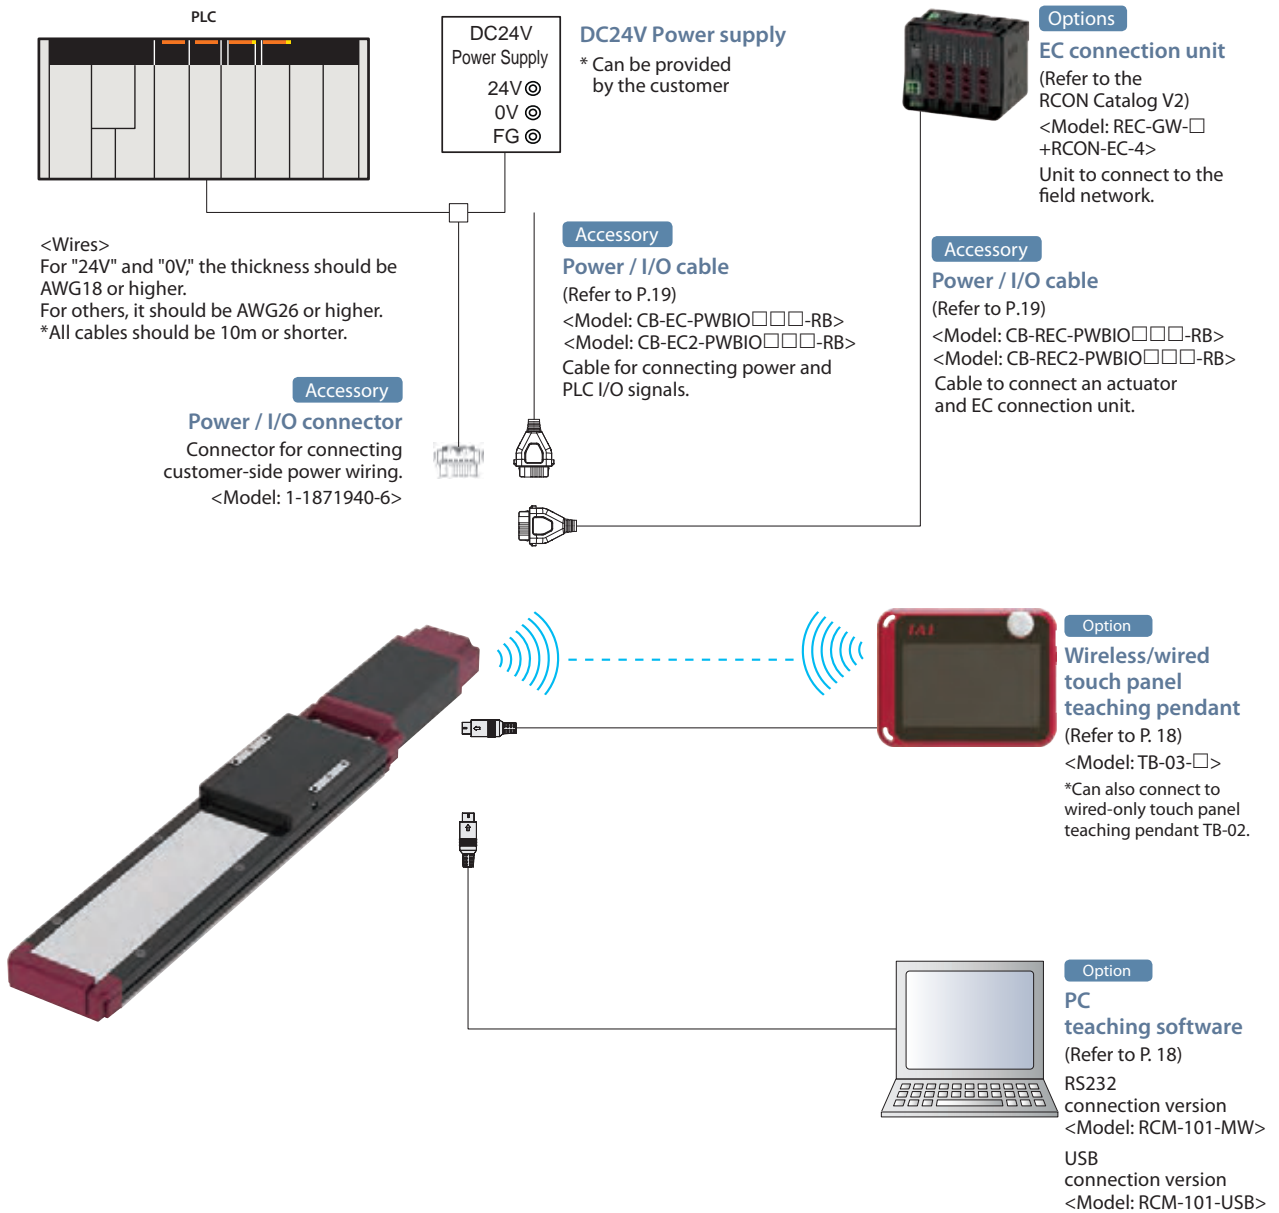 PLC
DC24V
Power Supply
24V
0V
FG
DC24V Power supply
* Can be provided
by the customer
Options
EC connection unit
(Refer to the
RCON Catalog V2)
<Model: REC-GW-□
+RCON-EC-4>
Unit to connect to the
field network.
<Wires>
For "24V" and "0V," the thickness should be
AWG18 or higher.
For others, it should be AWG26 or higher.
*All cables should be 10m or shorter.
Accessory
Power / I/O cable
(Refer to P.19)
<Model: CB-EC-PWBIO□□□-RB>
<Model: CB-EC2-PWBIO□□□-RB>
Cable for connecting power and
PLC I/O signals.
Accessory
Power / I/O cable
(Refer to P.19)
<Model: CB-REC-PWBIO□□□-RB>
<Model: CB-REC2-PWBIO□□□-RB>
Cable to connect an actuator
and EC connection unit.
Accessory
Power / I/O connector
Connector for connecting
customer-side power wiring.
<Model: 1-1871940-6>
IAI
Option
Wireless/wired
touch panel
teaching pendant
(Refer to P. 18)
<Model: TB-03-□>
*Can also connect to
wired-only touch panel
teaching pendant TB-02.
Option
PC
teaching software
(Refer to P. 18)
RS232
connection version
<Model: RCM-101-MW>
USB
connection version
<Model: RCM-101-USB>